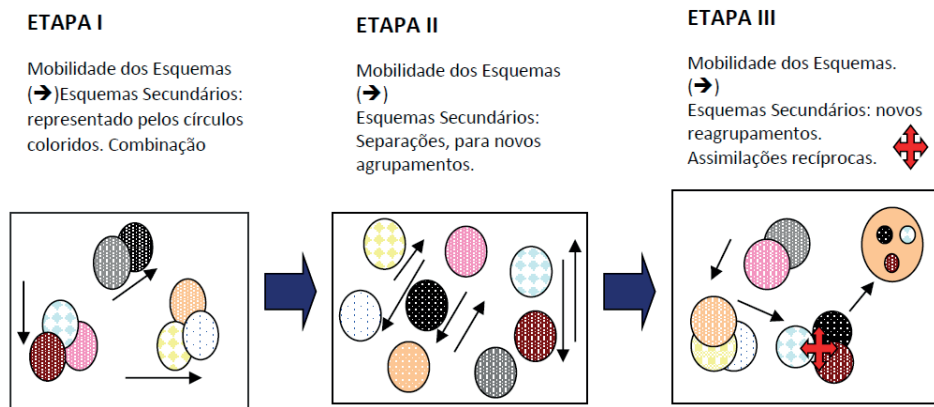 ETAPA I
Mobilidade dos Esquemas
(➔)Esquemas Secundários:
representado pelos círculos
coloridos. Combinação
ETAPA II
Mobilidade dos Esquemas
(➔)
Esquemas Secundários:
Separações, para novos
agrupamentos.
ETAPA III
Mobilidade dos Esquemas.
(➔)
Esquemas Secundários: novos
reagrupamentos.
Assimilações recíprocas.